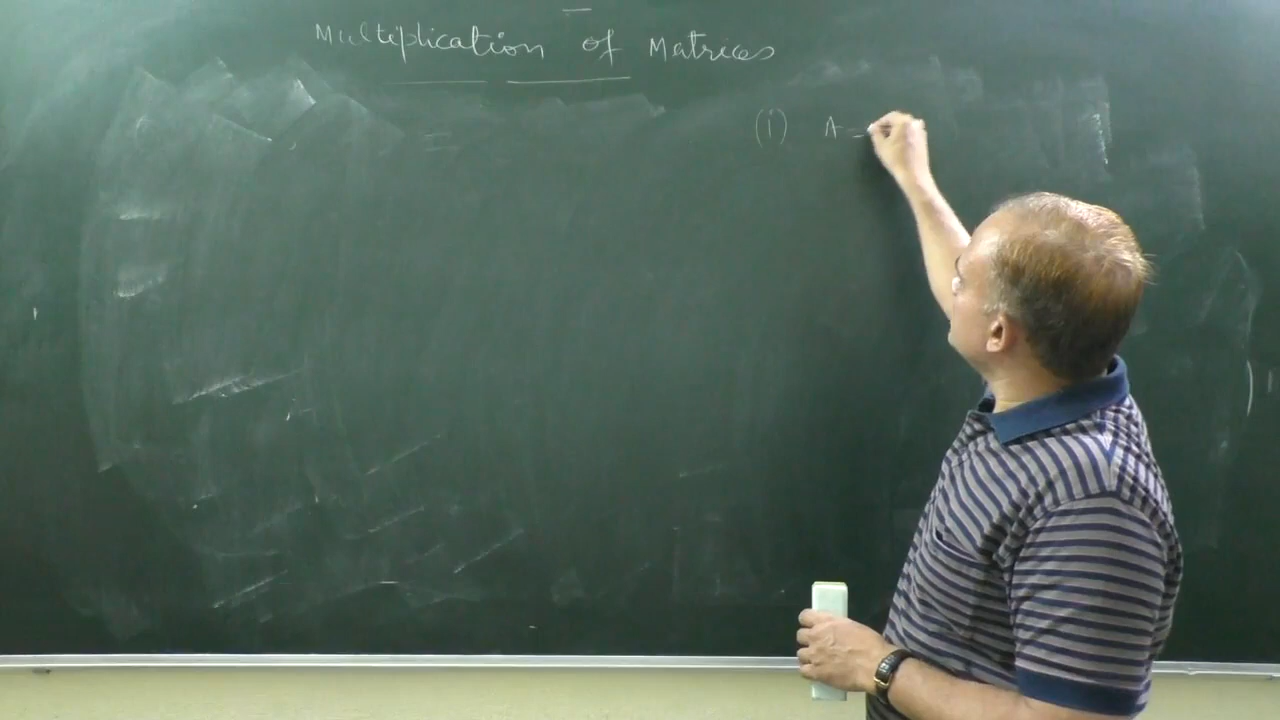 Multiplication of Matrices
(i) A=